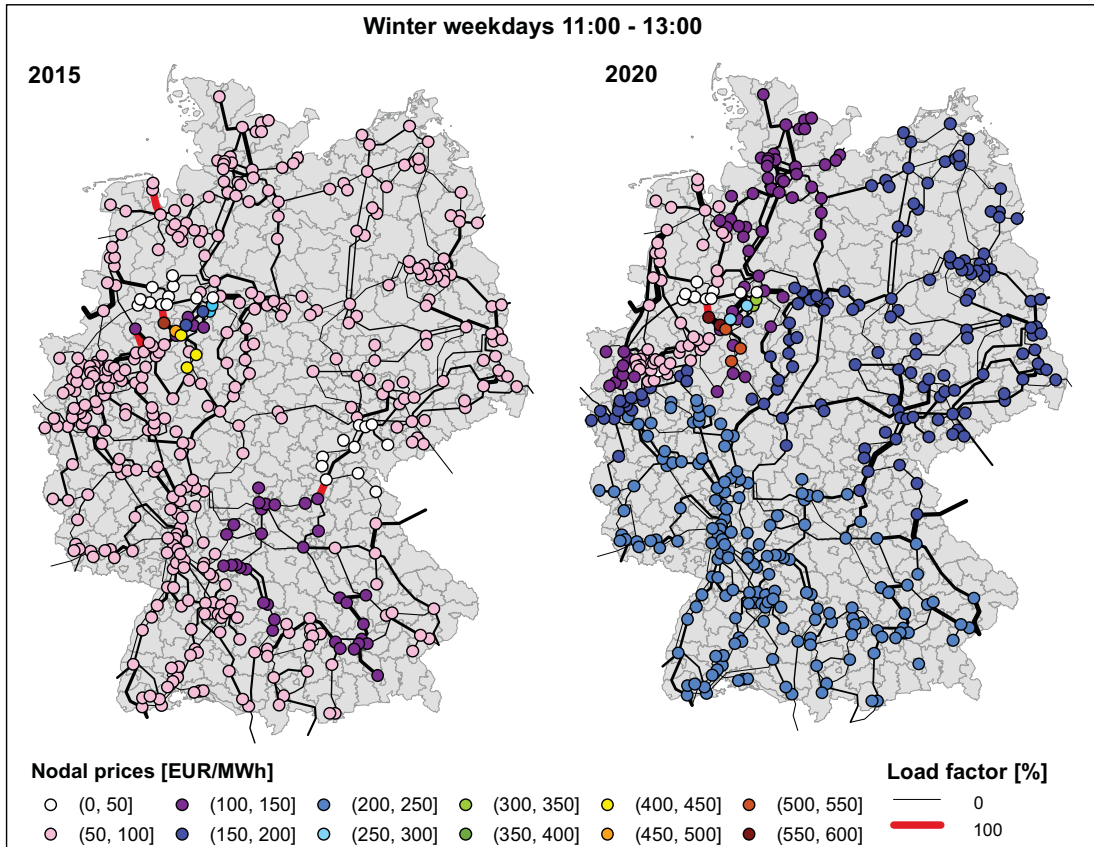 Winter weekdays 11:00 - 13:00
2015 2020
Nodal prices [EUR/MWh] Load factor [%]
(0, 50] (100, 150] (200, 250] (300, 350] (400, 450] (500, 550] 0
(50, 100] (150, 200] (250, 300] (350, 400] (450, 500] (550, 600] 100